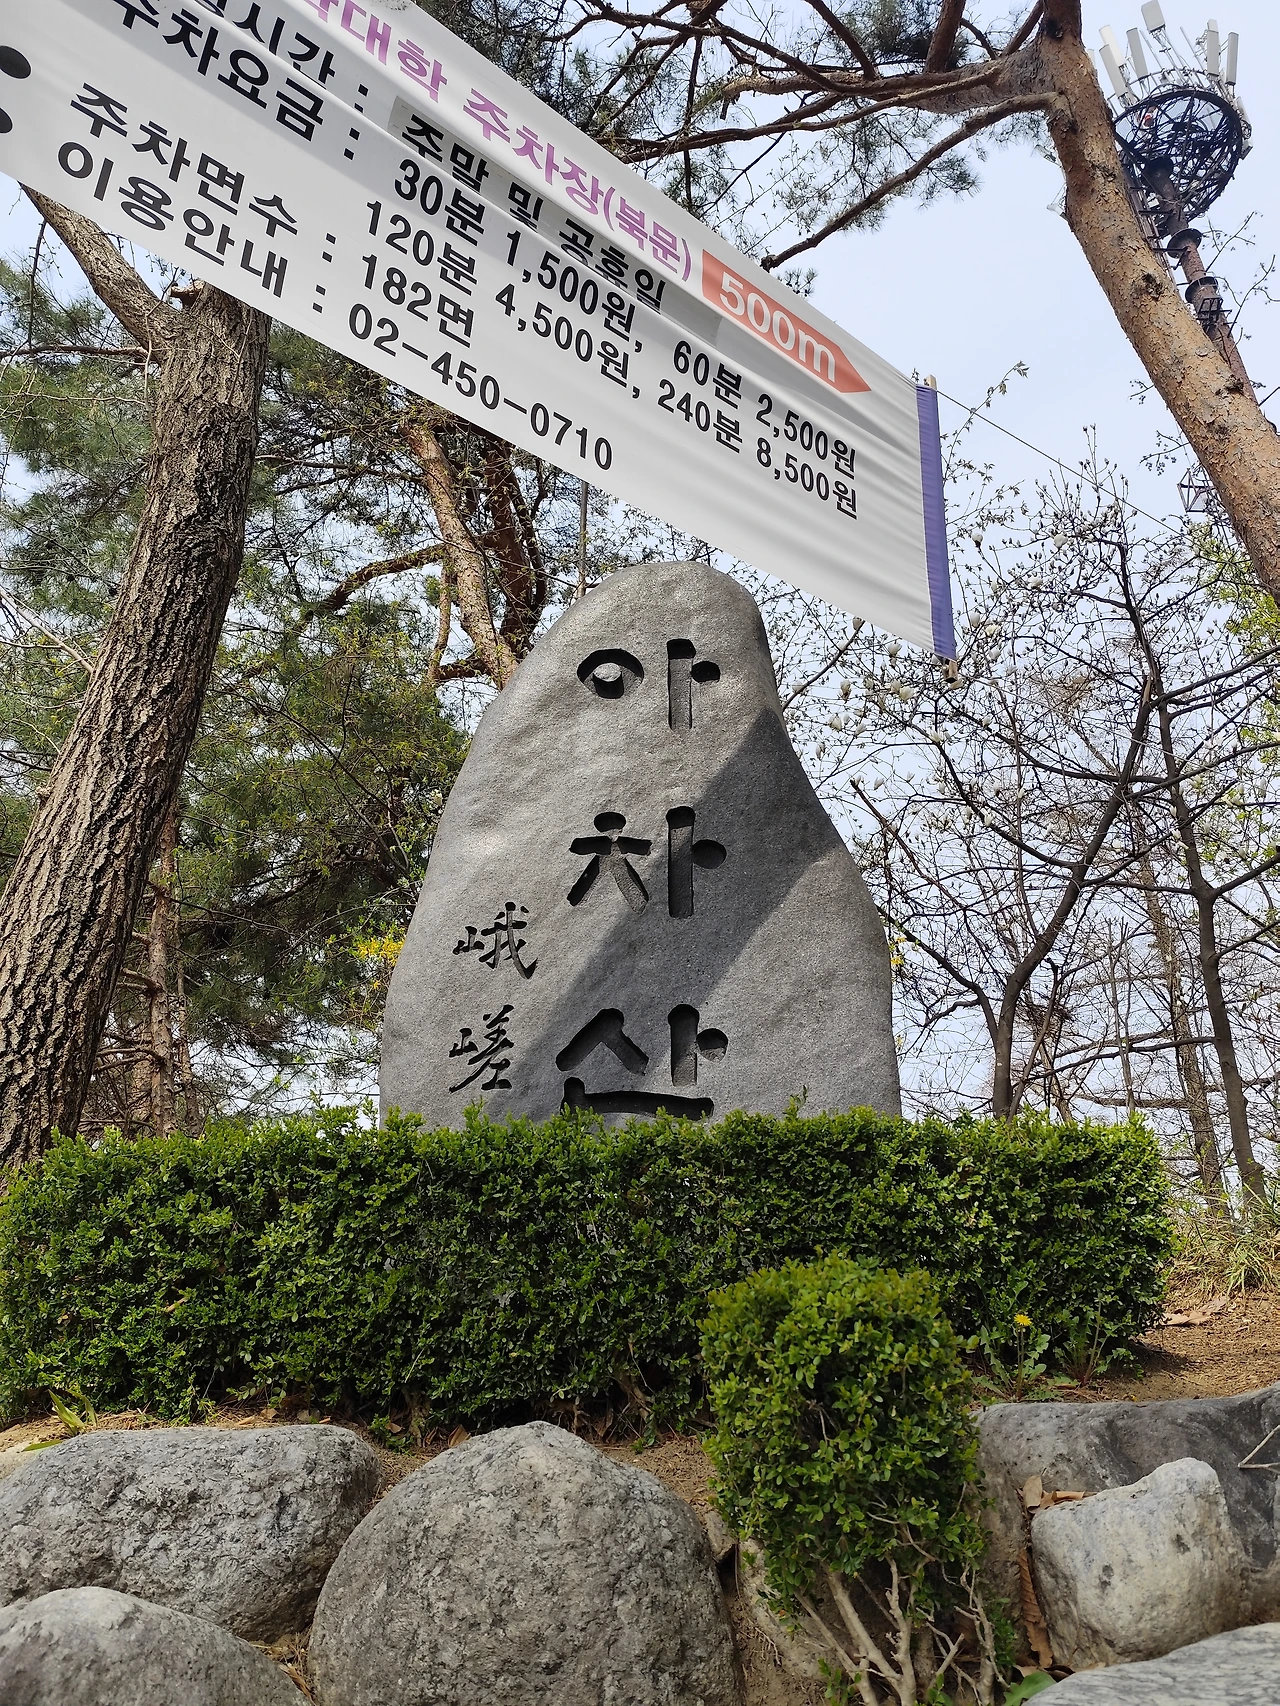 대학 주차장(북문) 500m
시간 : 주말 및 공휴일
주차요금 : 30분 1,500원, 60분 2,500원
120분 4,500원, 240분 8,500원
주차면수 : 182면
이용안내 : 02-450-0710
아차산
峨嵯